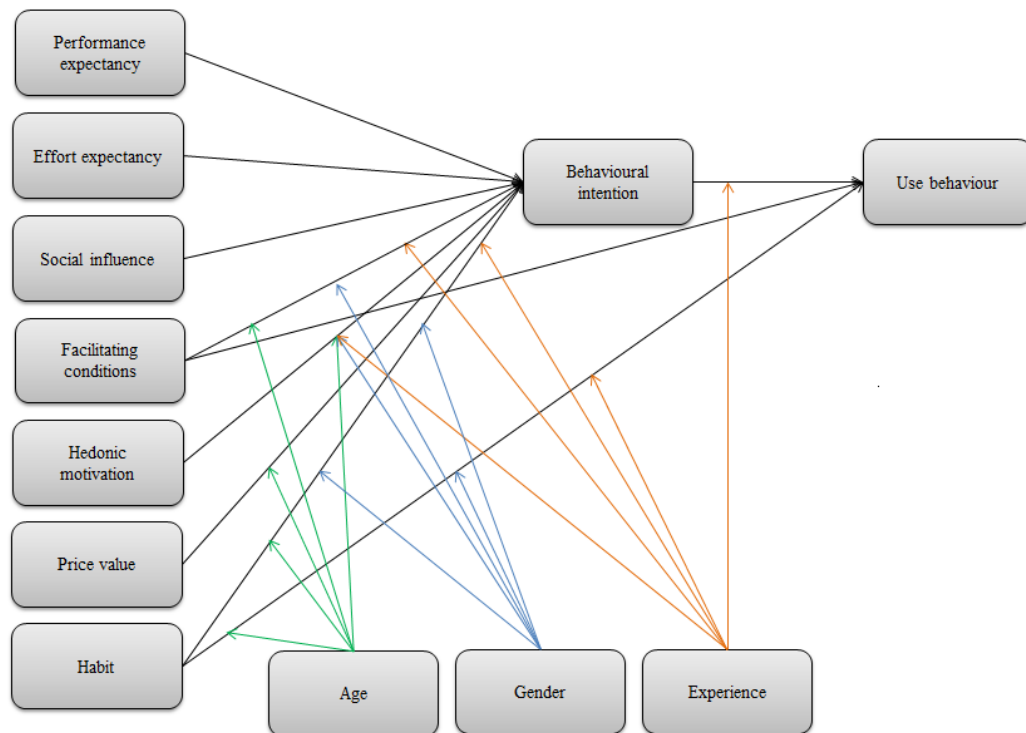 Performance
expectancy
Effort expectancy
Social influence
Facilitating
conditions
Hedonic
motivation
Price value
Habit
Behavioural
intention
Use behaviour
Age
Gender
Experience